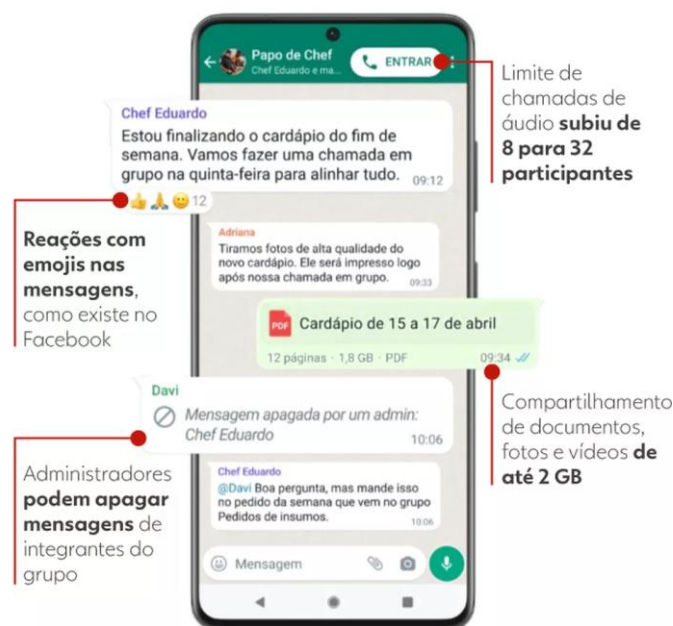 Papo de Chef
Chef Eduardo e ma...
ENTRAR
Limite de
chamadas de
áudio subiu de
8 para 32
participantes
Chef Eduardo
Estou finalizando o cardápio do fim de
semana. Vamos fazer uma chamada em
grupo na quinta-feira para alinhar tudo. 09:12
👍🙏🙂 12
Reações com
emojis nas
mensagens,
como existe no
Facebook
Adriana
Tiramos fotos de alta qualidade do
novo cardápio. Ele será impresso logo
após nossa chamada em grupo. 09:33
PDF Cardápio de 15 a 17 de abril
12 páginas · 1,8 GB · PDF 09:34
Compartilhamento
de documentos,
fotos e vídeos de
até 2 GB
Davi
Mensagem apagada por um admin:
Chef Eduardo 10:06
Administradores
podem apagar
mensagens de
integrantes do
grupo
Chef Eduardo
@Davi Boa pergunta, mas mande isso
no pedido da semana que vem no grupo
Pedidos de insumos. 10:06
Mensagem